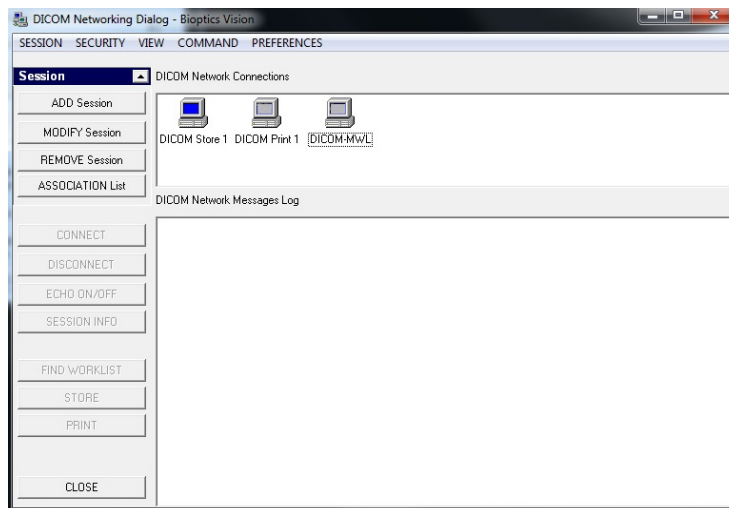 DICOM Networking Dialog - Bioptics Vision
SESSION SECURITY VIEW COMMAND PREFERENCES
Session
DICOM Network Connections
ADD Session
MODIFY Session
REMOVE Session
ASSOCIATION List
DICOM Store 1 DICOM Print 1 DICOM-MWL
DICOM Network Messages Log
CONNECT
DISCONNECT
ECHO ON/OFF
SESSION INFO
FIND WORKLIST
STORE
PRINT
CLOSE